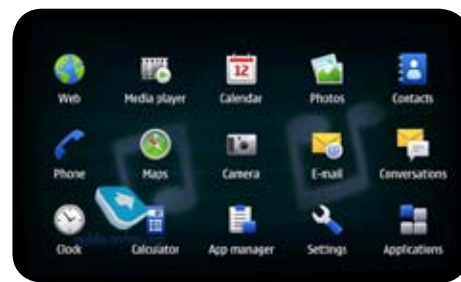 12
Web Media player Calendar Photos Contacts
Phone Maps Camera E-mail Conversations
Clock Calculator App manager Settings Applications